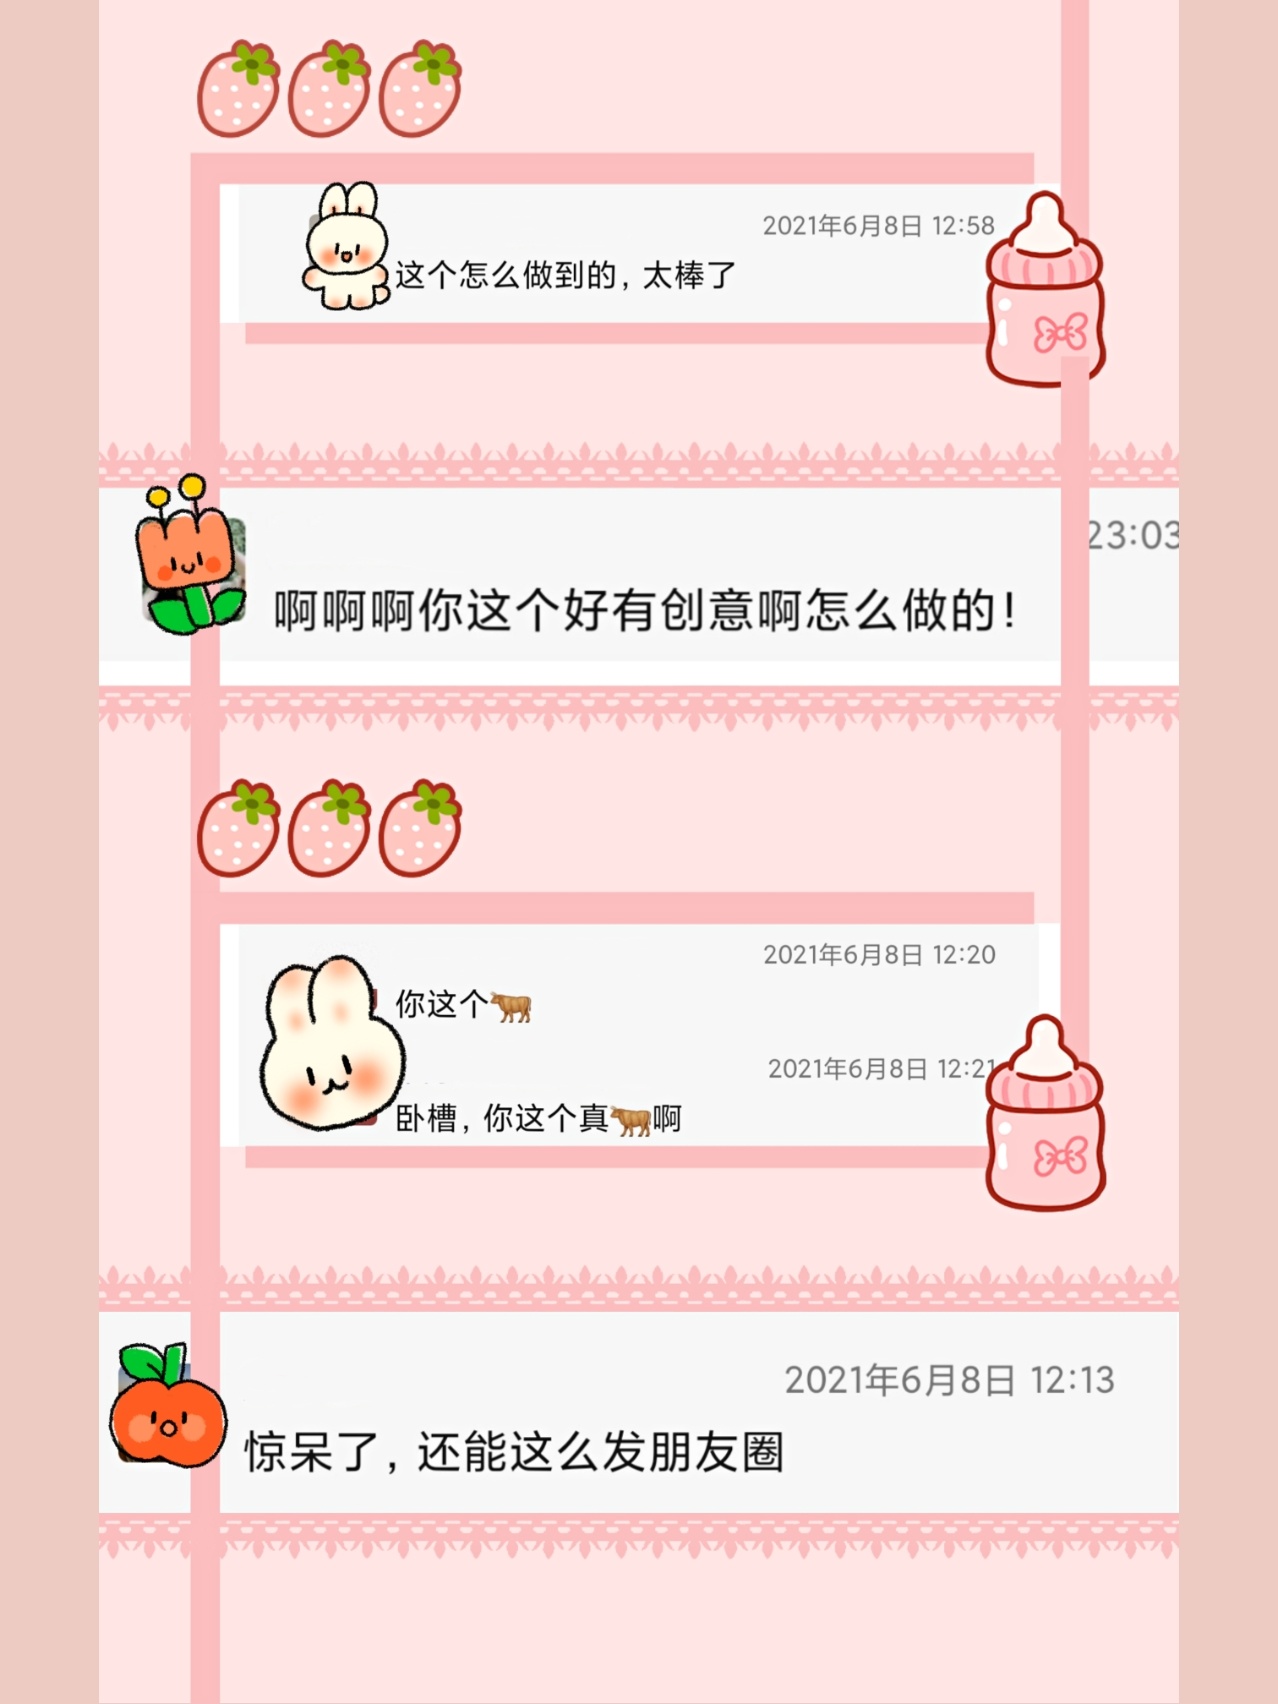 2021年6月8日 12:58
这个怎么做到的，太棒了
23:03
啊啊啊你这个好有创意啊怎么做的！
2021年6月8日 12:20
你这个🐂
2021年6月8日 12:21
卧槽，你这个真🐂啊
2021年6月8日 12:13
惊呆了，还能这么发朋友圈